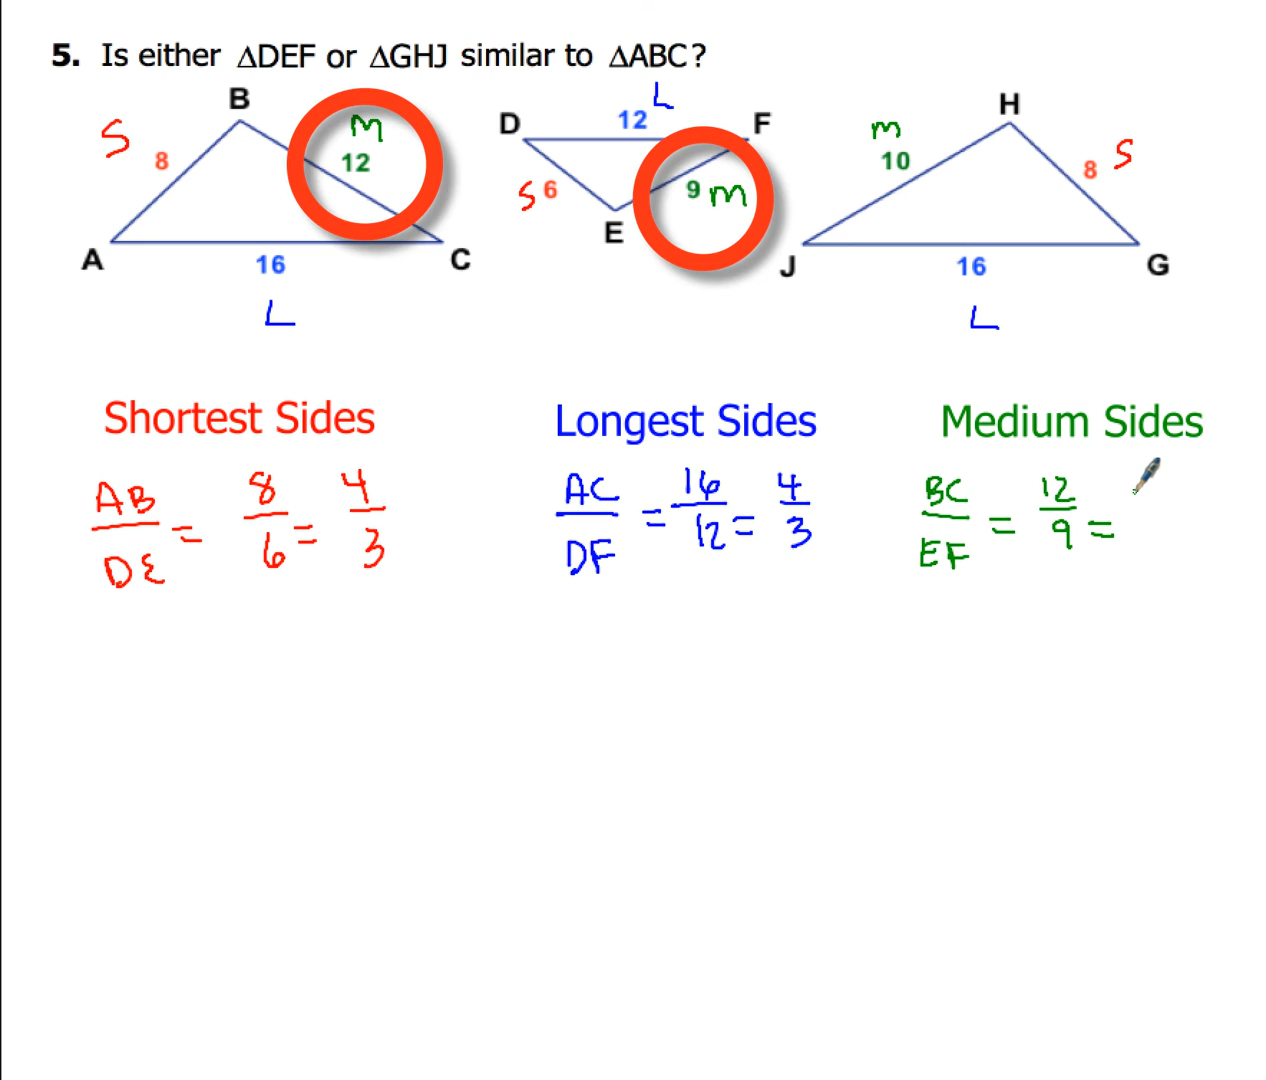 5. Is either ΔDEF or ΔGHJ similar to ΔABC?
B M D 12 L F H
S 8 12 S 6 9 m m 10 8 S
E
A 16 C J 16 G
L L
Shortest Sides Longest Sides Medium Sides
AB/DE = 8/6 = 4/3 AC/DF = 16/12 = 4/3 BC/EF = 12/9 =